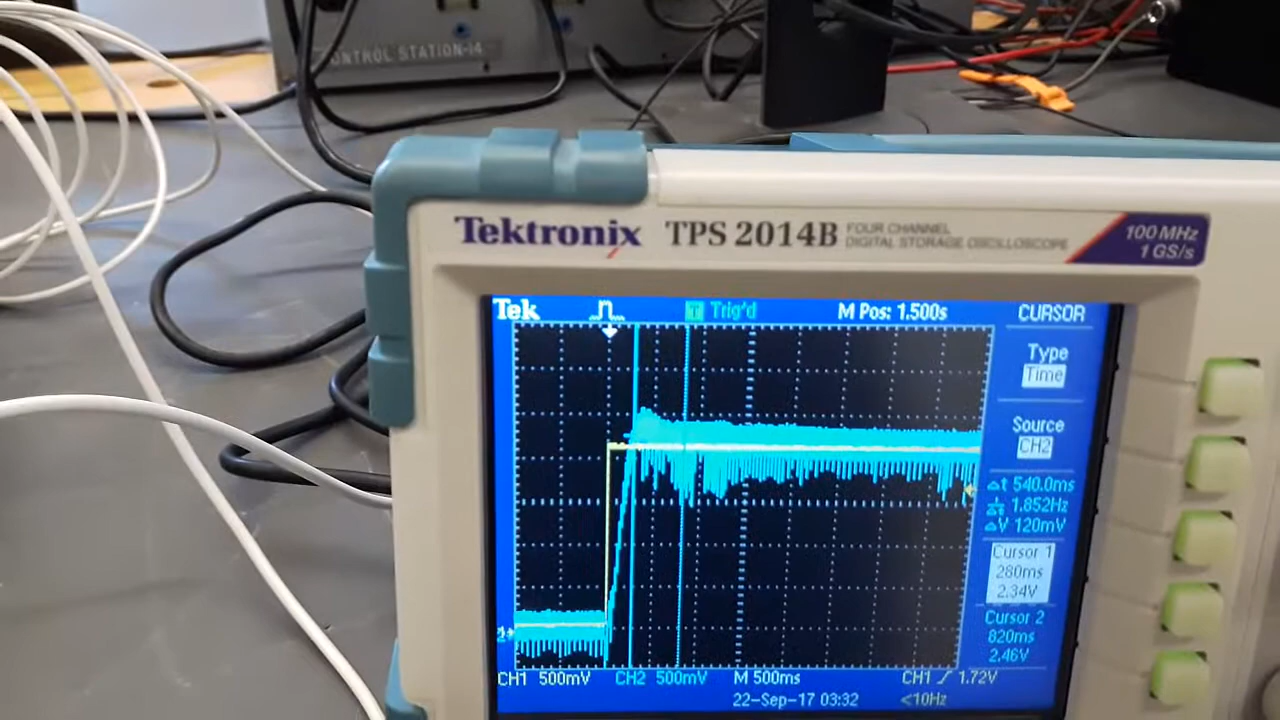 CONTROL STATION-14
Tektronix TPS 2014B FOUR CHANNEL
DIGITAL STORAGE OSCILLOSCOPE
100 MHz
1 GS/s
Tek Trig'd M Pos: 1.500s CURSOR
Type
Time
Source
CH2
Δt 540.0ms
1.852Hz
ΔV 120mV
Cursor 1
280ms
2.34V
Cursor 2
820ms
2.46V
CH1 500mV CH2 500mV M 500ms CH1 1.72V
22-Sep-17 03:32 <10Hz